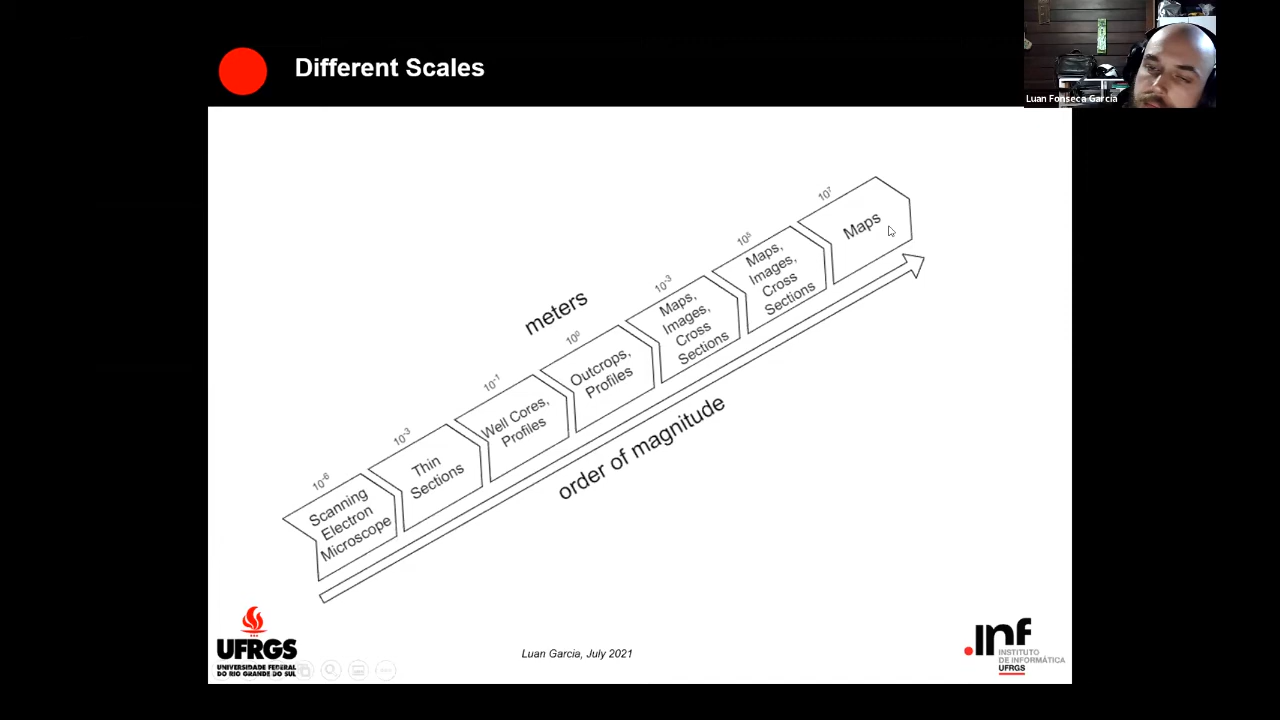 Different Scales
Luan Fonseca Garcia
meters
10⁷
Maps
10⁵
Maps,
Images,
Cross
Sections
10⁻³
Maps,
Images,
Cross
Sections
10⁰
Outcrops,
Profiles
10⁻¹
Well Cores,
Profiles
10⁻³
Thin
Sections
10⁻⁶
Scanning
Electron
Microscope
order of magnitude
UFRGS
UNIVERSIDADE FEDERAL
DO RIO GRANDE DO SUL
Luan Garcia, July 2021
.inf
INSTITUTO
DE INFORMÁTICA
UFRGS